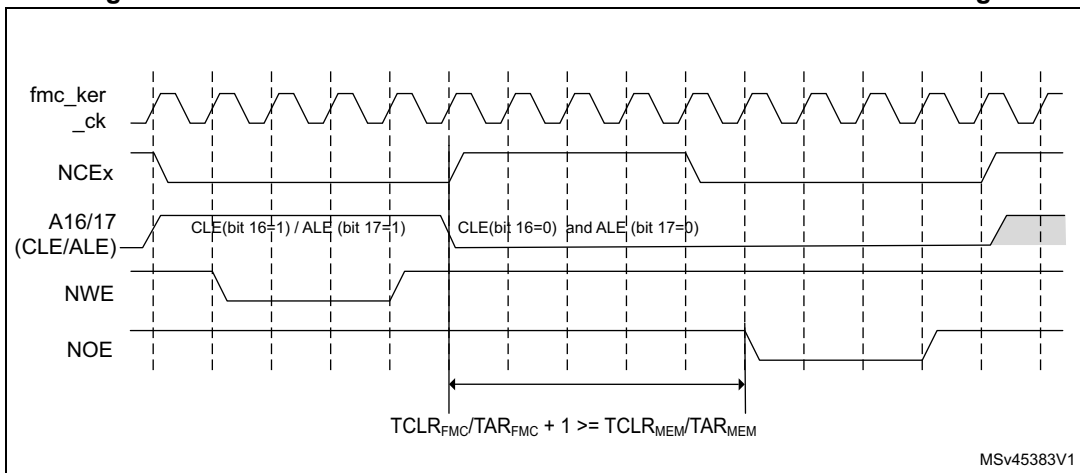 fmc_ker
_ck
NCEx
A16/17
(CLE/ALE)
CLE(bit 16=1) / ALE (bit 17=1)
CLE(bit 16=0) and ALE (bit 17=0)
NWE
NOE
TCLRFMC/TARFMC + 1 >= TCLRMEM/TARMEM
MSv45383V1